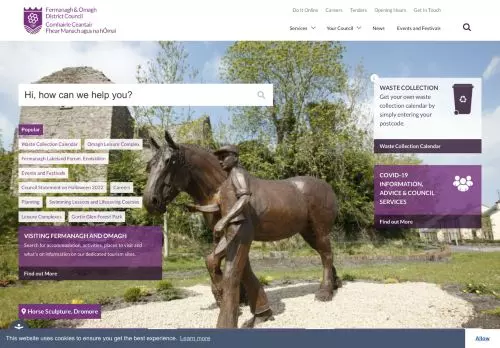 Fermanagh & Omagh
District Council
Comhairle Ceantair
Fhear Manach agus na hÓmaí
Do It Online
Careers
Tenders
Opening Hours
Get In Touch
Services
Your Council
News
Events and Festivals
Hi, how can we help you?
Popular
Waste Collection Calendar
Omagh Leisure Complex
Fermanagh Lakeland Forum, Enniskillen
Events and Festivals
Council Statement on Halloween 2022
Careers
Planning
Swimming Lessons and Lifesaving Courses
Leisure Complexes
Gortin Glen Forest Park
VISITING FERMANAGH AND OMAGH
Search for accommodation, activities, places to visit and
what's on information on our dedicated tourism sites.
Find out More
WASTE COLLECTION
Get your own waste
collection calendar by
simply entering your
postcode.
Waste Collection Calendar
COVID-19
INFORMATION,
ADVICE & COUNCIL
SERVICES
Find out More
Horse Sculpture, Dromore
This website uses cookies to ensure you get the best experience. Learn more
Allow